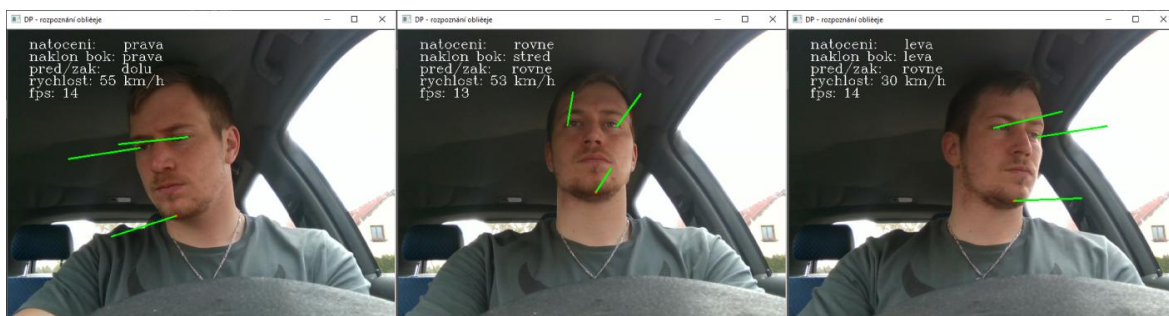 DP - rozpoznání obličeje
natoceni: prava
naklon bok: prava
pred/zak: dolu
rychlost: 55 km/h
fps: 14
DP - rozpoznání obličeje
natoceni: rovne
naklon bok: stred
pred/zak: rovne
rychlost: 53 km/h
fps: 13
DP - rozpoznání obličeje
natoceni: leva
naklon bok: leva
pred/zak: rovne
rychlost: 30 km/h
fps: 14